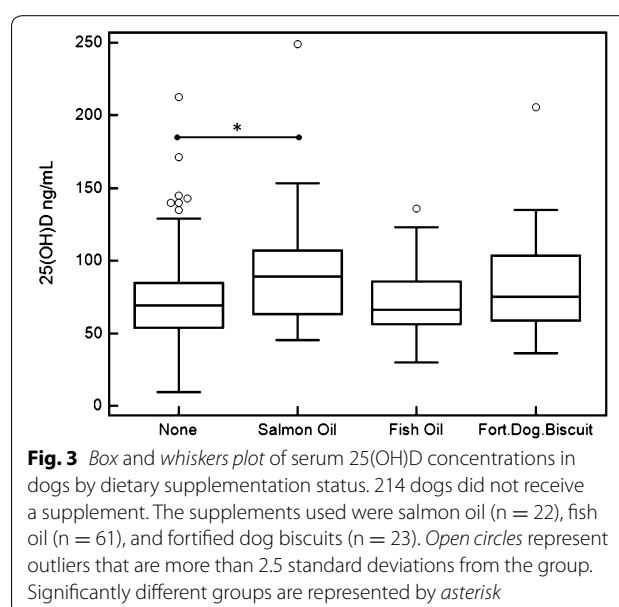 250
200
150
100
50
0
25(OH)D ng/mL
*
None Salmon Oil Fish Oil Fort.Dog.Biscuit
Fig. 3 Box and whiskers plot of serum 25(OH)D concentrations in
dogs by dietary supplementation status. 214 dogs did not receive
a supplement. The supplements used were salmon oil (n = 22), fish
oil (n = 61), and fortified dog biscuits (n = 23). Open circles represent
outliers that are more than 2.5 standard deviations from the group.
Significantly different groups are represented by asterisk